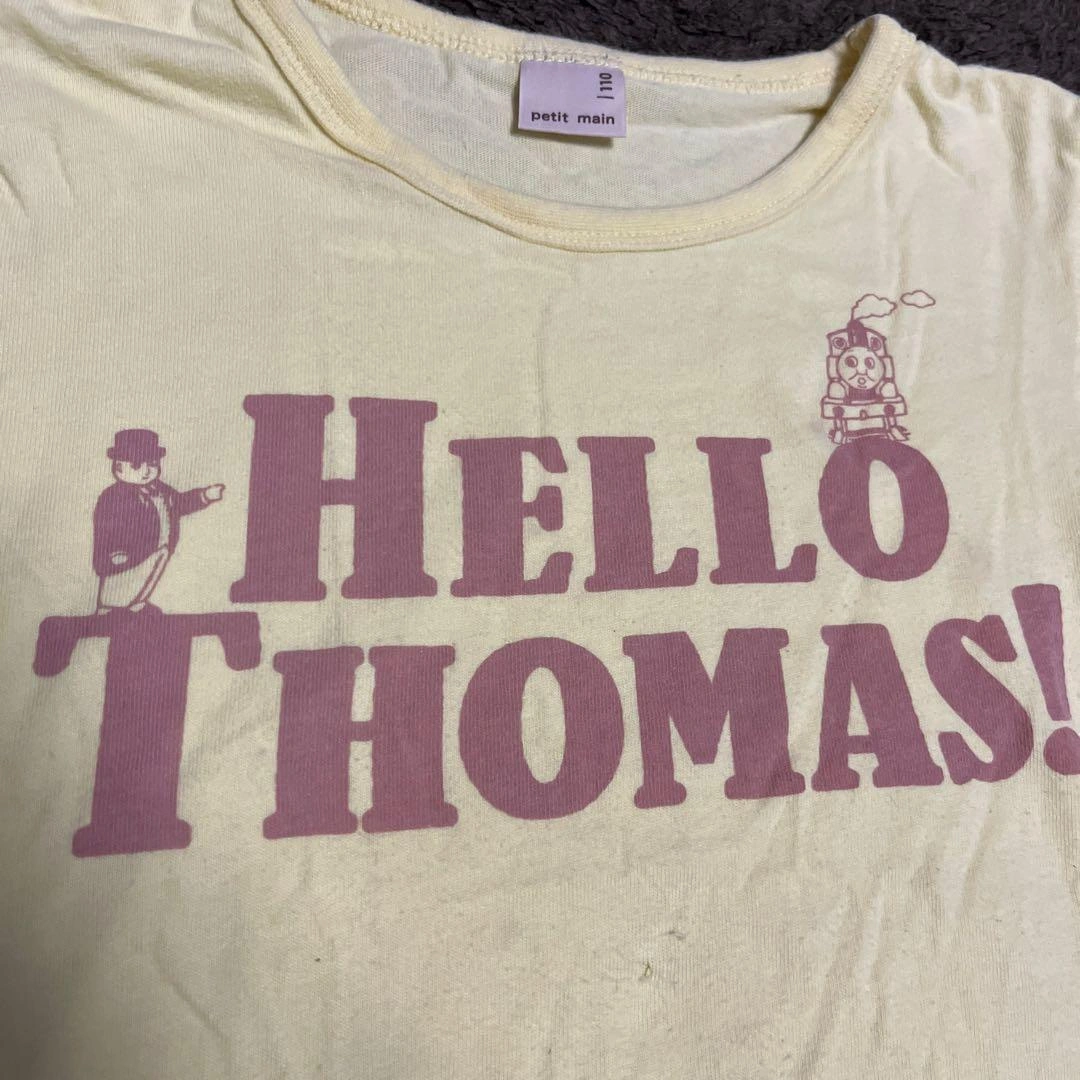 110
petit main
HELLO
THOMAS!